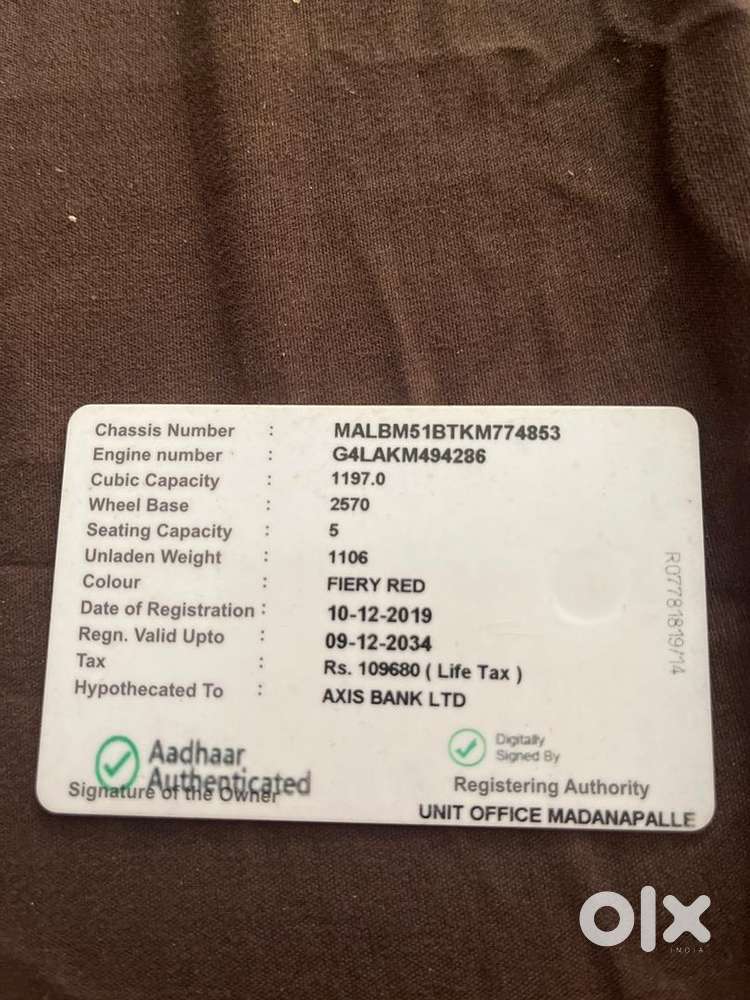 Chassis Number : MALBM51BTKM774853
Engine number : G4LAKM494286
Cubic Capacity : 1197.0
Wheel Base : 2570
Seating Capacity : 5
Unladen Weight : 1106
Colour : FIERY RED
Date of Registration : 10-12-2019
Regn. Valid Upto : 09-12-2034
Tax : Rs. 109680 ( Life Tax )
Hypothecated To : AXIS BANK LTD
R07781819/14
Aadhaar
Authenticated
Signature of the Owner
Digitally
Signed By
Registering Authority
UNIT OFFICE MADANAPALLE
olx
INDIA